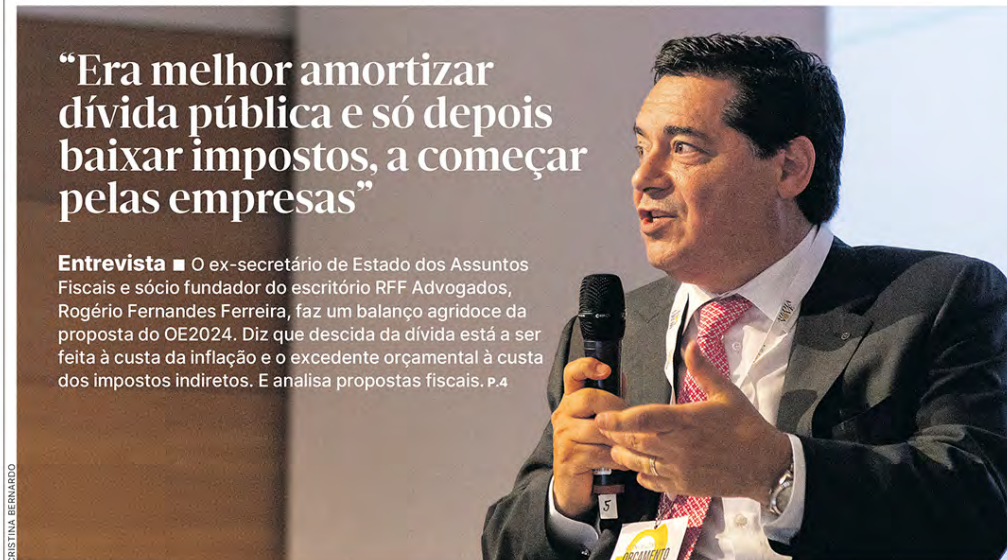 “Era melhor amortizar
dívida pública e só depois
baixar impostos, a começar
pelas empresas”
Entrevista ■ O ex-secretário de Estado dos Assuntos
Fiscais e sócio fundador do escritório RFF Advogados,
Rogério Fernandes Ferreira, faz um balanço agridoce da
proposta do OE2024. Diz que descida da dívida está a ser
feita à custa da inflação e o excedente orçamental à custa
dos impostos indiretos. E analisa propostas fiscais. P.4
5
ORÇAMENTO
CRISTINA BERNARDO